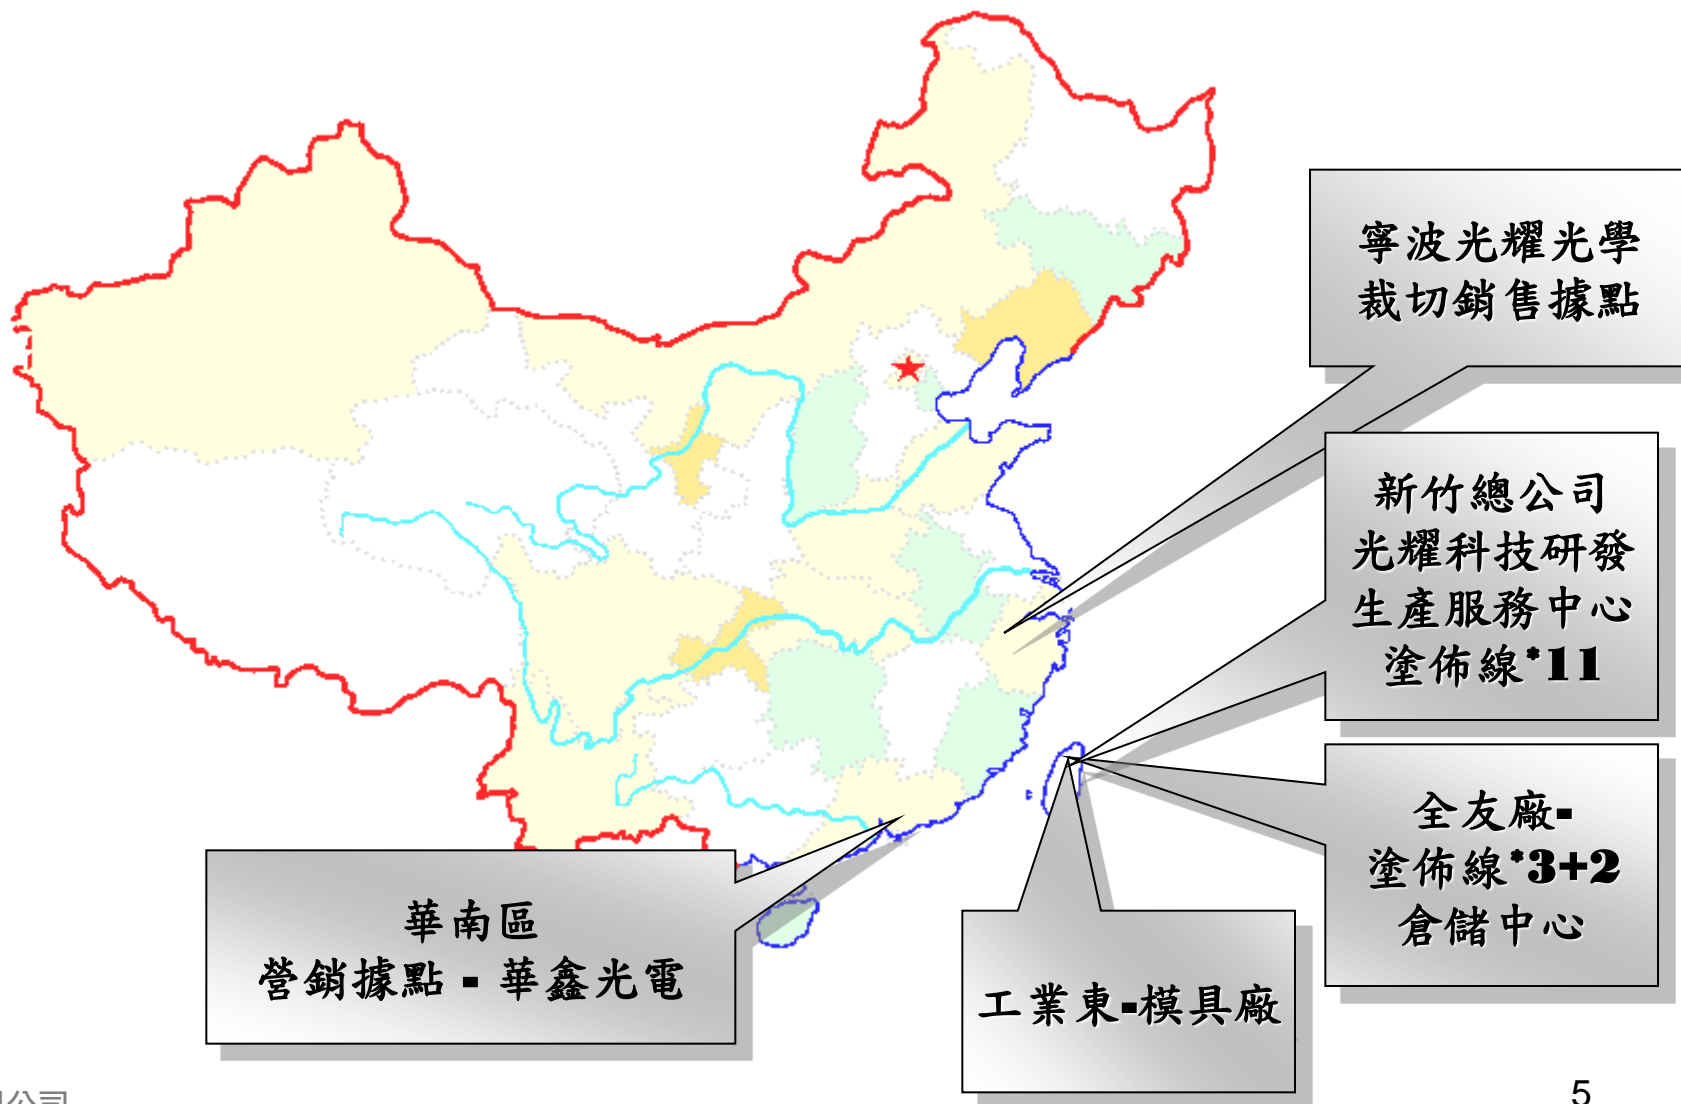 寧波光耀光學
裁切銷售據點
新竹總公司
光耀科技研發
生產服務中心
塗佈線*11
全友廠-
塗佈線*3+2
倉儲中心
華南區
營銷據點 - 華鑫光電
工業東-模具廠
公司
5